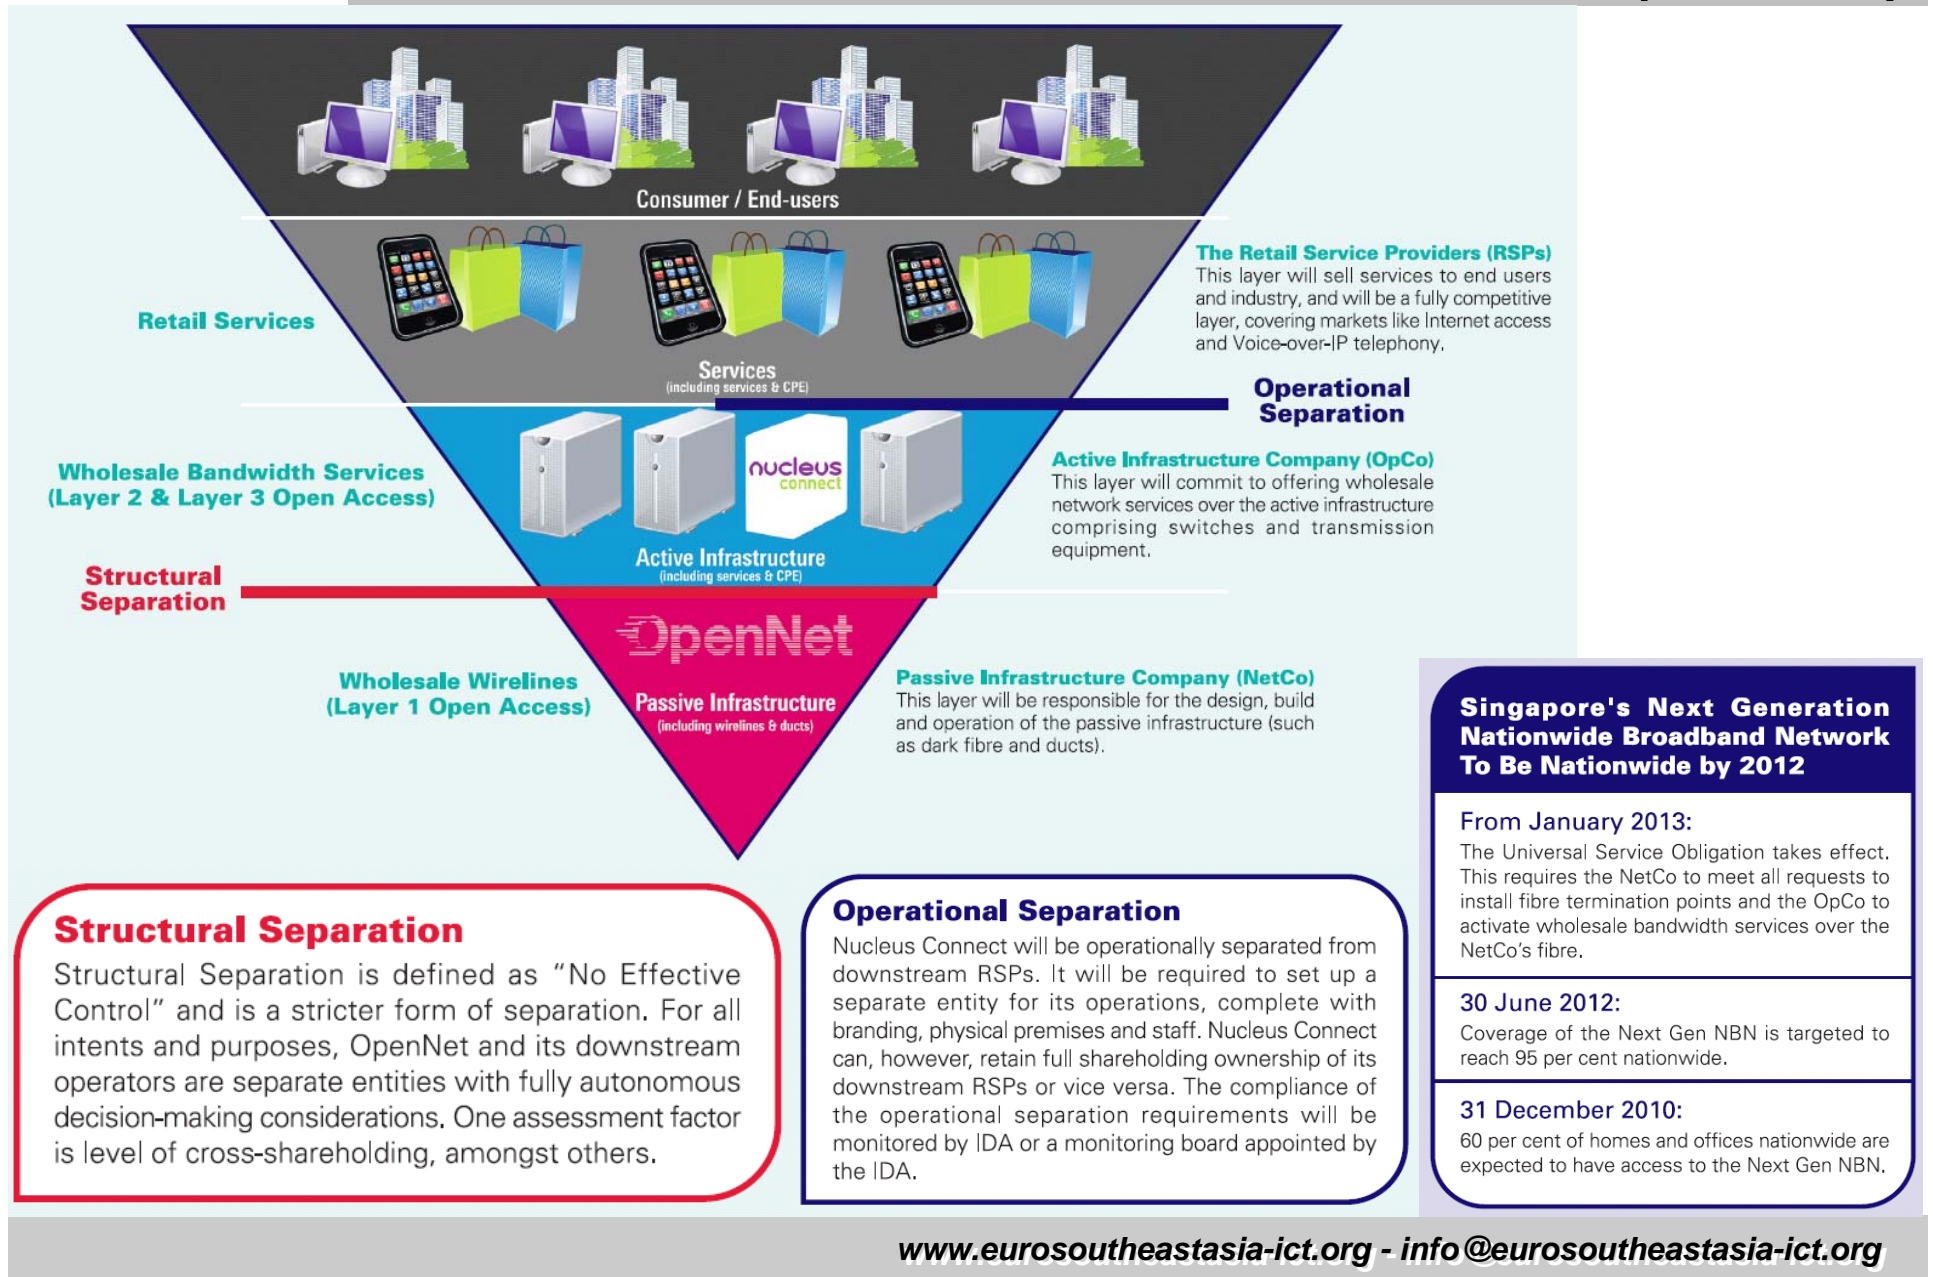 Consumer / End-users
Retail Services
Services
(including services & CPE)
The Retail Service Providers (RSPs)
This layer will sell services to end users
and industry, and will be a fully competitive
layer, covering markets like Internet access
and Voice-over-IP telephony.
Operational
Separation
Wholesale Bandwidth Services
(Layer 2 & Layer 3 Open Access)
nucleus
connect
Active Infrastructure
(including services & CPE)
Active Infrastructure Company (OpCo)
This layer will commit to offering wholesale
network services over the active infrastructure
comprising switches and transmission
equipment.
Structural
Separation
OpenNet
Wholesale Wirelines
(Layer 1 Open Access)
Passive Infrastructure
(including wirelines & ducts)
Passive Infrastructure Company (NetCo)
This layer will be responsible for the design, build
and operation of the passive infrastructure (such
as dark fibre and ducts).
Structural Separation
Structural Separation is defined as “No Effective
Control” and is a stricter form of separation. For all
intents and purposes, OpenNet and its downstream
operators are separate entities with fully autonomous
decision-making considerations. One assessment factor
is level of cross-shareholding, amongst others.
Operational Separation
Nucleus Connect will be operationally separated from
downstream RSPs. It will be required to set up a
separate entity for its operations, complete with
branding, physical premises and staff. Nucleus Connect
can, however, retain full shareholding ownership of its
downstream RSPs or vice versa. The compliance of
the operational separation requirements will be
monitored by IDA or a monitoring board appointed by
the IDA.
Singapore's Next Generation
Nationwide Broadband Network
To Be Nationwide by 2012
From January 2013:
The Universal Service Obligation takes effect.
This requires the NetCo to meet all requests to
install fibre termination points and the OpCo to
activate wholesale bandwidth services over the
NetCo’s fibre.
30 June 2012:
Coverage of the Next Gen NBN is targeted to
reach 95 per cent nationwide.
31 December 2010:
60 per cent of homes and offices nationwide are
expected to have access to the Next Gen NBN.
www.eurosoutheastasia-ict.org - info@eurosoutheastasia-ict.org